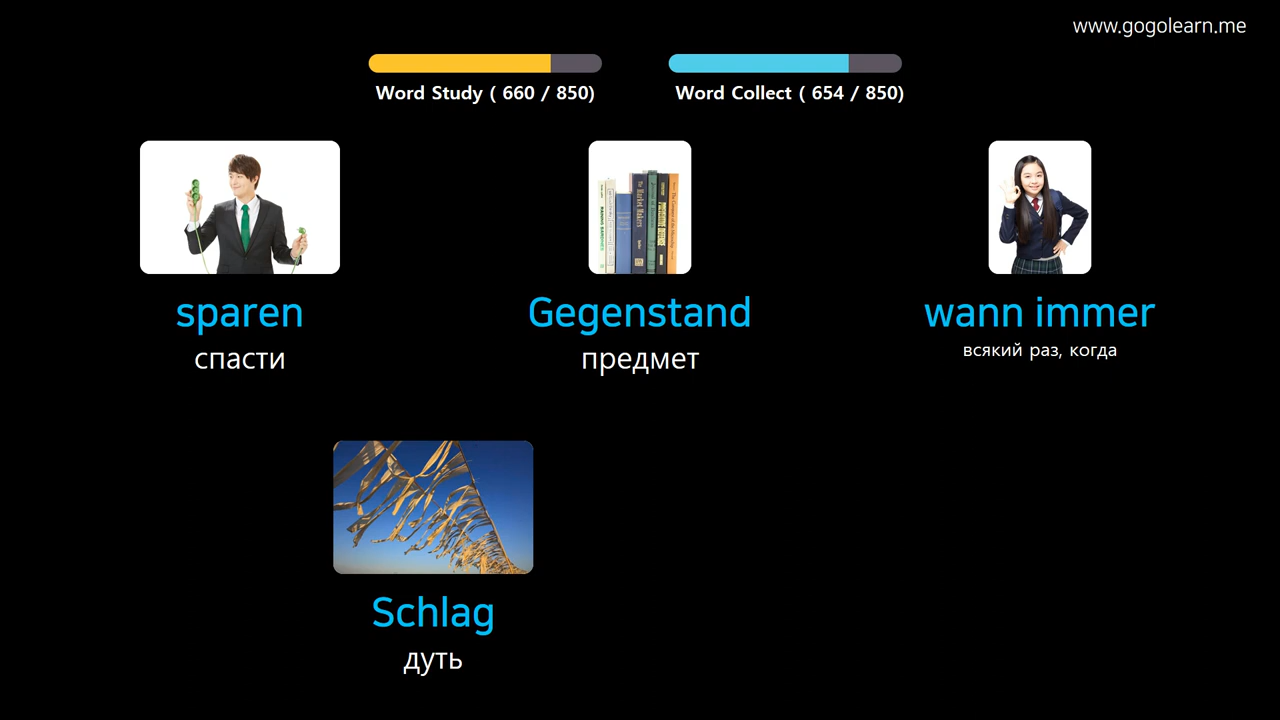 www.gogolearn.me
Word Study ( 660 / 850)
Word Collect ( 654 / 850)
sparen
спасти
Gegenstand
предмет
wann immer
всякий раз, когда
Schlag
дуть